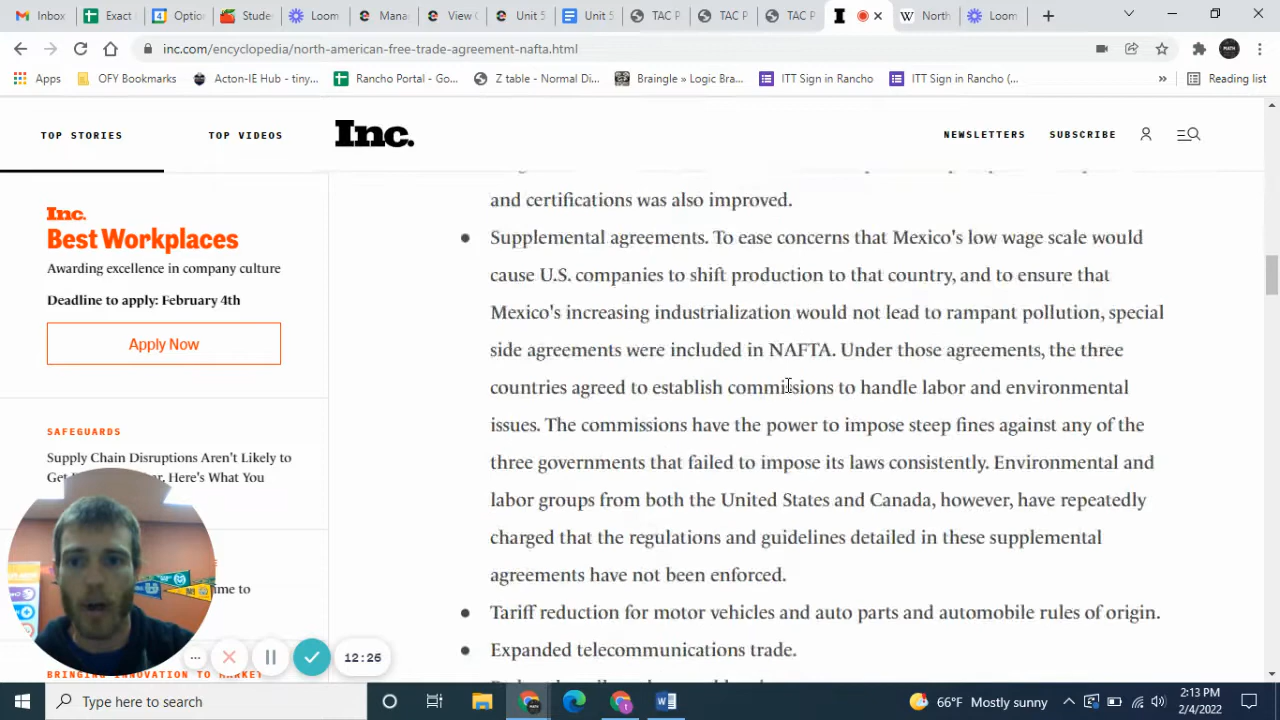 Inbox
Exac
Optio
Stude
Loom
Mana
View C
Unit 5
Unit 5
TAC P
TAC P
TAC P
I
North
Loom
inc.com/encyclopedia/north-american-free-trade-agreement-nafta.html
Apps
OFY Bookmarks
Acton-IE Hub - tiny...
Rancho Portal - Go...
Z table - Normal Di...
Braingle » Logic Bra...
ITT Sign in Rancho
ITT Sign in Rancho (...
»
Reading list
TOP STORIES
TOP VIDEOS
Inc.
NEWSLETTERS
SUBSCRIBE
Inc.
Best Workplaces
Awarding excellence in company culture
Deadline to apply: February 4th
Apply Now
SAFEGUARDS
Supply Chain Disruptions Aren't Likely to
Here's What You
me to
BRINGING INNOVATION TO MARKET
and certifications was also improved.
● Supplemental agreements. To ease concerns that Mexico's low wage scale would
cause U.S. companies to shift production to that country, and to ensure that
Mexico's increasing industrialization would not lead to rampant pollution, special
side agreements were included in NAFTA. Under those agreements, the three
countries agreed to establish commissions to handle labor and environmental
issues. The commissions have the power to impose steep fines against any of the
three governments that failed to impose its laws consistently. Environmental and
labor groups from both the United States and Canada, however, have repeatedly
charged that the regulations and guidelines detailed in these supplemental
agreements have not been enforced.
● Tariff reduction for motor vehicles and auto parts and automobile rules of origin.
● Expanded telecommunications trade.
12:26
Type here to search
66°F Mostly sunny
2:13 PM
2/4/2022